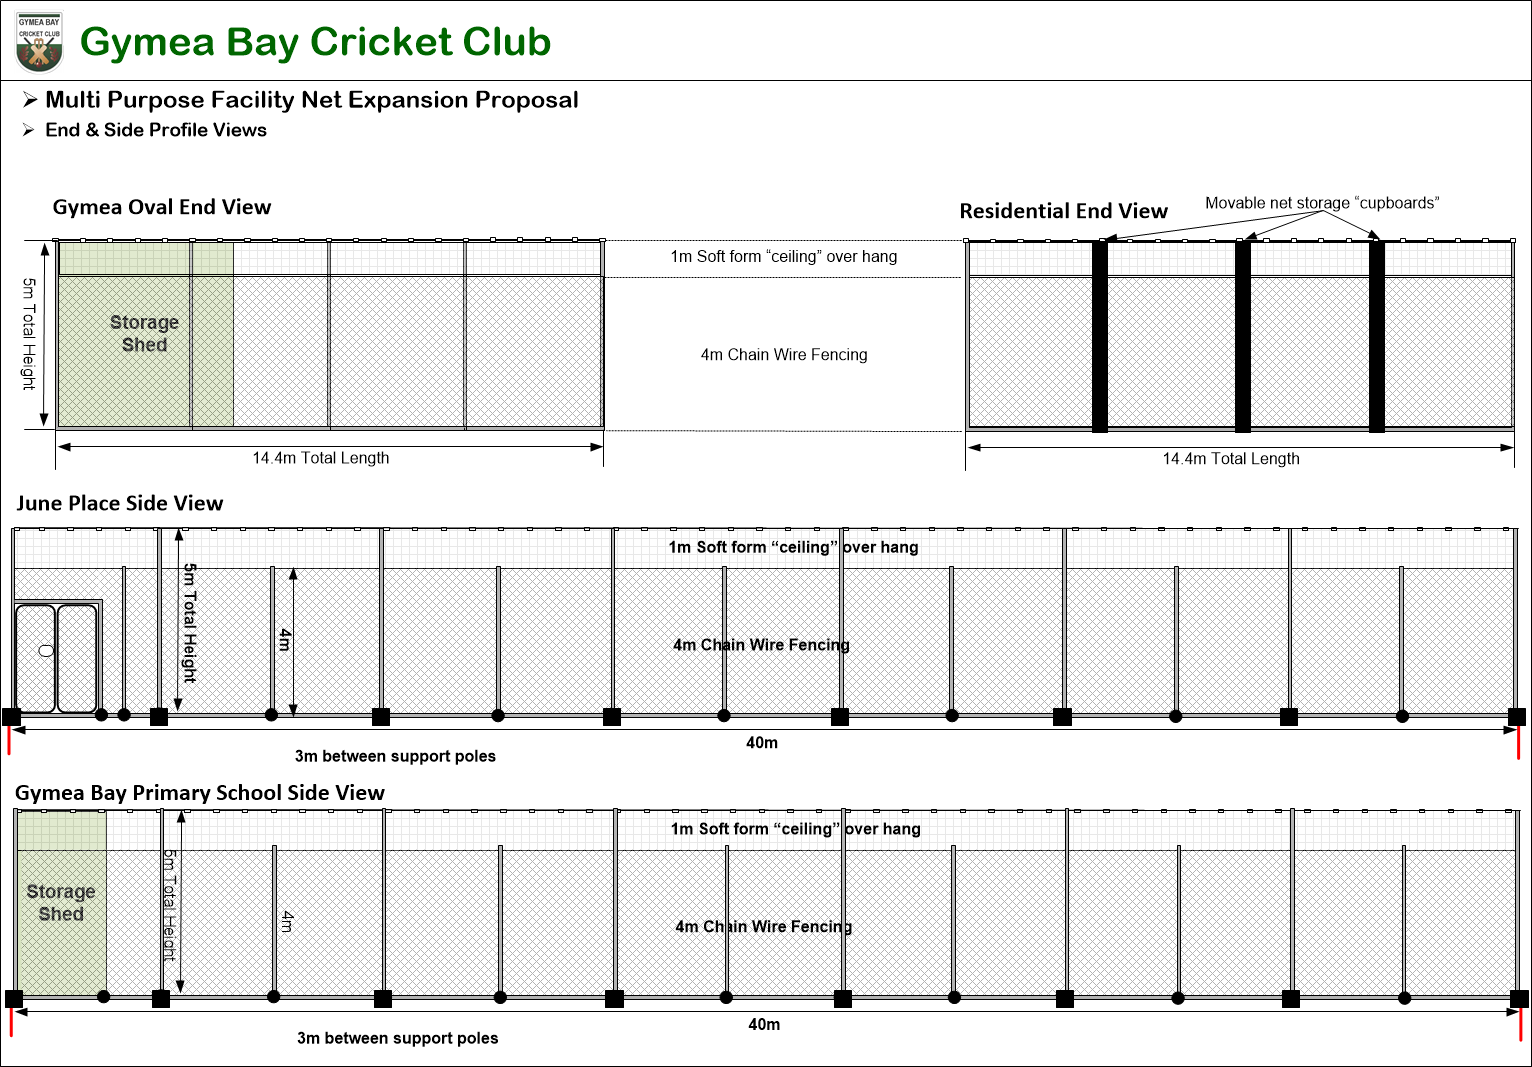 GYMEA BAY
CRICKET CLUB
Gymea Bay Cricket Club
Multi Purpose Facility Net Expansion Proposal
End & Side Profile Views
Gymea Oval End View
Residential End View
Movable net storage “cupboards”
1m Soft form “ceiling” over hang
5m Total Height
Storage
Shed
4m Chain Wire Fencing
14.4m Total Length
14.4m Total Length
June Place Side View
1m Soft form “ceiling” over hang
5m Total Height
4m
4m Chain Wire Fencing
40m
3m between support poles
Gymea Bay Primary School Side View
1m Soft form “ceiling” over hang
Storage
Shed
5m Total Height
4m
4m Chain Wire Fencing
40m
3m between support poles